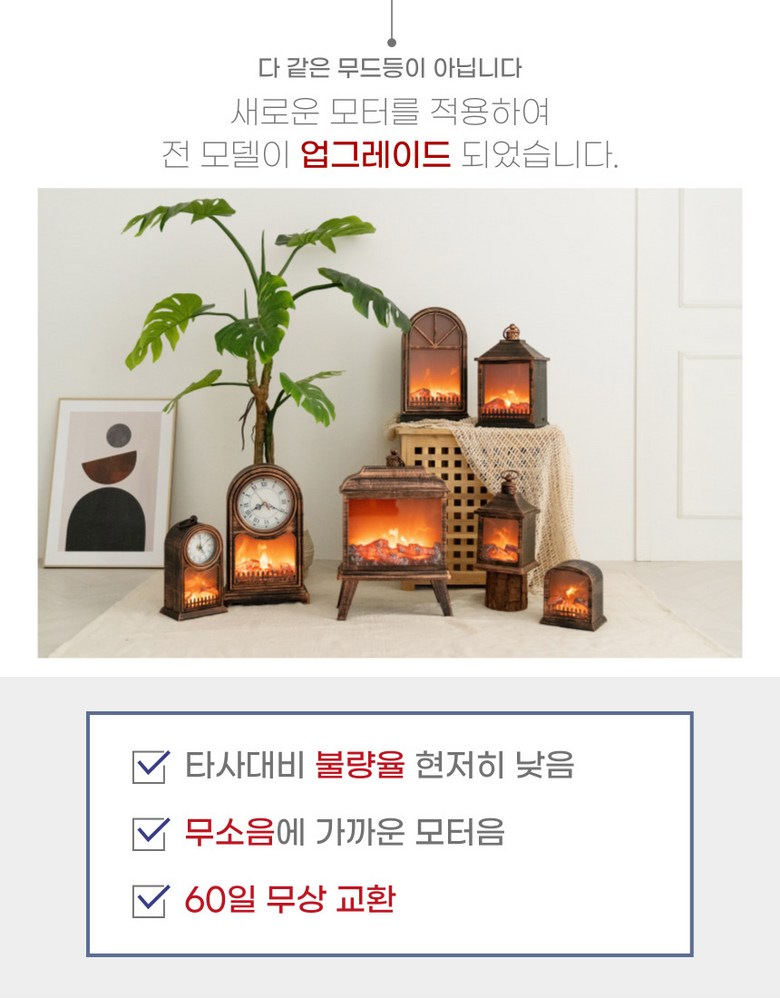 다 같은 무드등이 아닙니다
새로운 모터를 적용하여
전 모델이 업그레이드 되었습니다.
타사대비 불량율 현저히 낮음
무소음에 가까운 모터음
60일 무상 교환